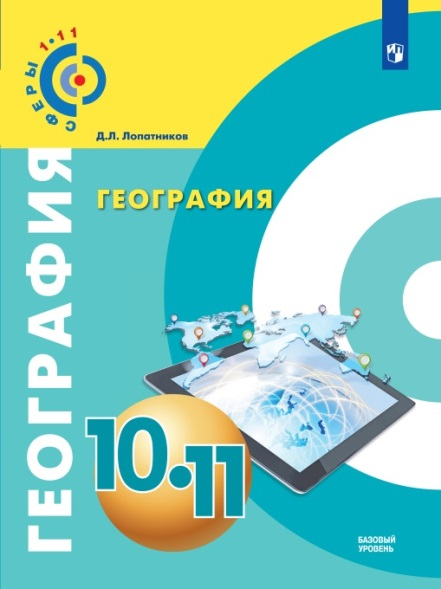 СФЕРЫ 1•11
Д.Л. Лопатников
ГЕОГРАФИЯ
ГЕОГРАФИЯ
10•11
БАЗОВЫЙ
УРОВЕНЬ